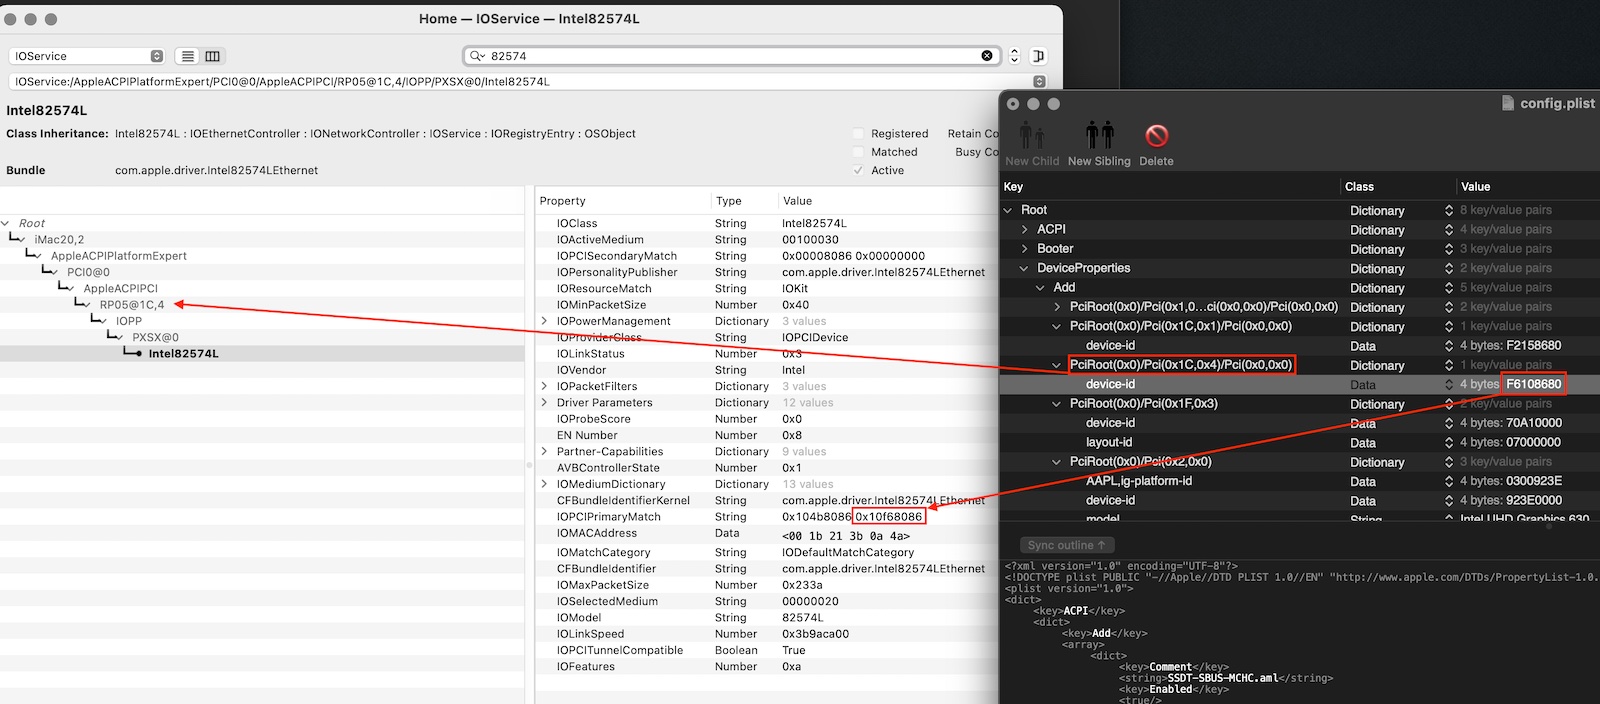 Home — IOService — Intel82574L
IOService
82574
IOService:/AppleACPIPlatformExpert/PCI0@0/AppleACPIPCI/RP05@1C,4/IOPP/PXSX@0/Intel82574L
Intel82574L
Class Inheritance: Intel82574L : IOEthernetController : IONetworkController : IOService : IORegistryEntry : OSObject
Registered Retain Co
Matched Busy Co
Bundle com.apple.driver.Intel82574LEthernet
Active
Root
iMac20,2
AppleACPIPlatformExpert
PCI0@0
AppleACPIPCI
RP05@1C,4
IOPP
PXSX@0
Intel82574L
Property Type Value
IOClass String Intel82574L
IOActiveMedium String 00100030
IOPCISecondaryMatch String 0x00008086 0x00000000
IOPersonalityPublisher String com.apple.driver.Intel82574LEthernet
IOResourceMatch String IOKit
IOMinPacketSize Number 0x40
IOPowerManagement Dictionary 3 values
IOProviderClass String IOPCIDevice
IOLinkStatus Number 0x3
IOVendor String Intel
IOPacketFilters Dictionary 3 values
Driver Parameters Dictionary 12 values
IOProbeScore Number 0x0
EN Number Number 0x8
Partner-Capabilities Dictionary 9 values
AVBControllerState Number 0x1
IOMediumDictionary Dictionary 13 values
CFBundleIdentifierKernel String com.apple.driver.Intel82574LEthernet
IOPCIPrimaryMatch String 0x104b8086 0x10f68086
IOMACAddress Data <00 1b 21 3b 0a 4a>
IOMatchCategory String IODefaultMatchCategory
CFBundleIdentifier String com.apple.driver.Intel82574LEthernet
IOMaxPacketSize Number 0x233a
IOSelectedMedium String 00000020
IOModel String 82574L
IOLinkSpeed Number 0x3b9aca00
IOPCITunnelCompatible Boolean True
IOFeatures Number 0xa
config.plist
New Child New Sibling Delete
Key Class Value
Root Dictionary 8 key/value pairs
ACPI Dictionary 4 key/value pairs
Booter Dictionary 3 key/value pairs
DeviceProperties Dictionary 2 key/value pairs
Add Dictionary 5 key/value pairs
PciRoot(0x0)/Pci(0x1,0...ci(0x0,0x0)/Pci(0x0,0x0) Dictionary 2 key/value pairs
PciRoot(0x0)/Pci(0x1C,0x1)/Pci(0x0,0x0) Dictionary 1 key/value pairs
device-id Data 4 bytes: F2158680
PciRoot(0x0)/Pci(0x1C,0x4)/Pci(0x0,0x0) Dictionary 1 key/value pairs
device-id Data 4 bytes: F6108680
PciRoot(0x0)/Pci(0x1F,0x3) Dictionary 2 key/value pairs
device-id Data 4 bytes: 70A10000
layout-id Data 4 bytes: 07000000
PciRoot(0x0)/Pci(0x2,0x0) Dictionary 3 key/value pairs
AAPL,ig-platform-id Data 4 bytes: 0300923E
device-id Data 4 bytes: 923E0000
model String Intel UHD Graphics 630
Sync outline ↑
<?xml version="1.0" encoding="UTF-8"?>
<!DOCTYPE plist PUBLIC "-//Apple//DTD PLIST 1.0//EN" "http://www.apple.com/DTDs/PropertyList-1.0.
<plist version="1.0">
<dict>
<key>ACPI</key>
<dict>
<key>Add</key>
<array>
<dict>
<key>Comment</key>
<string>SSDT-SBUS-MCHC.aml</string>
<key>Enabled</key>
<true/>